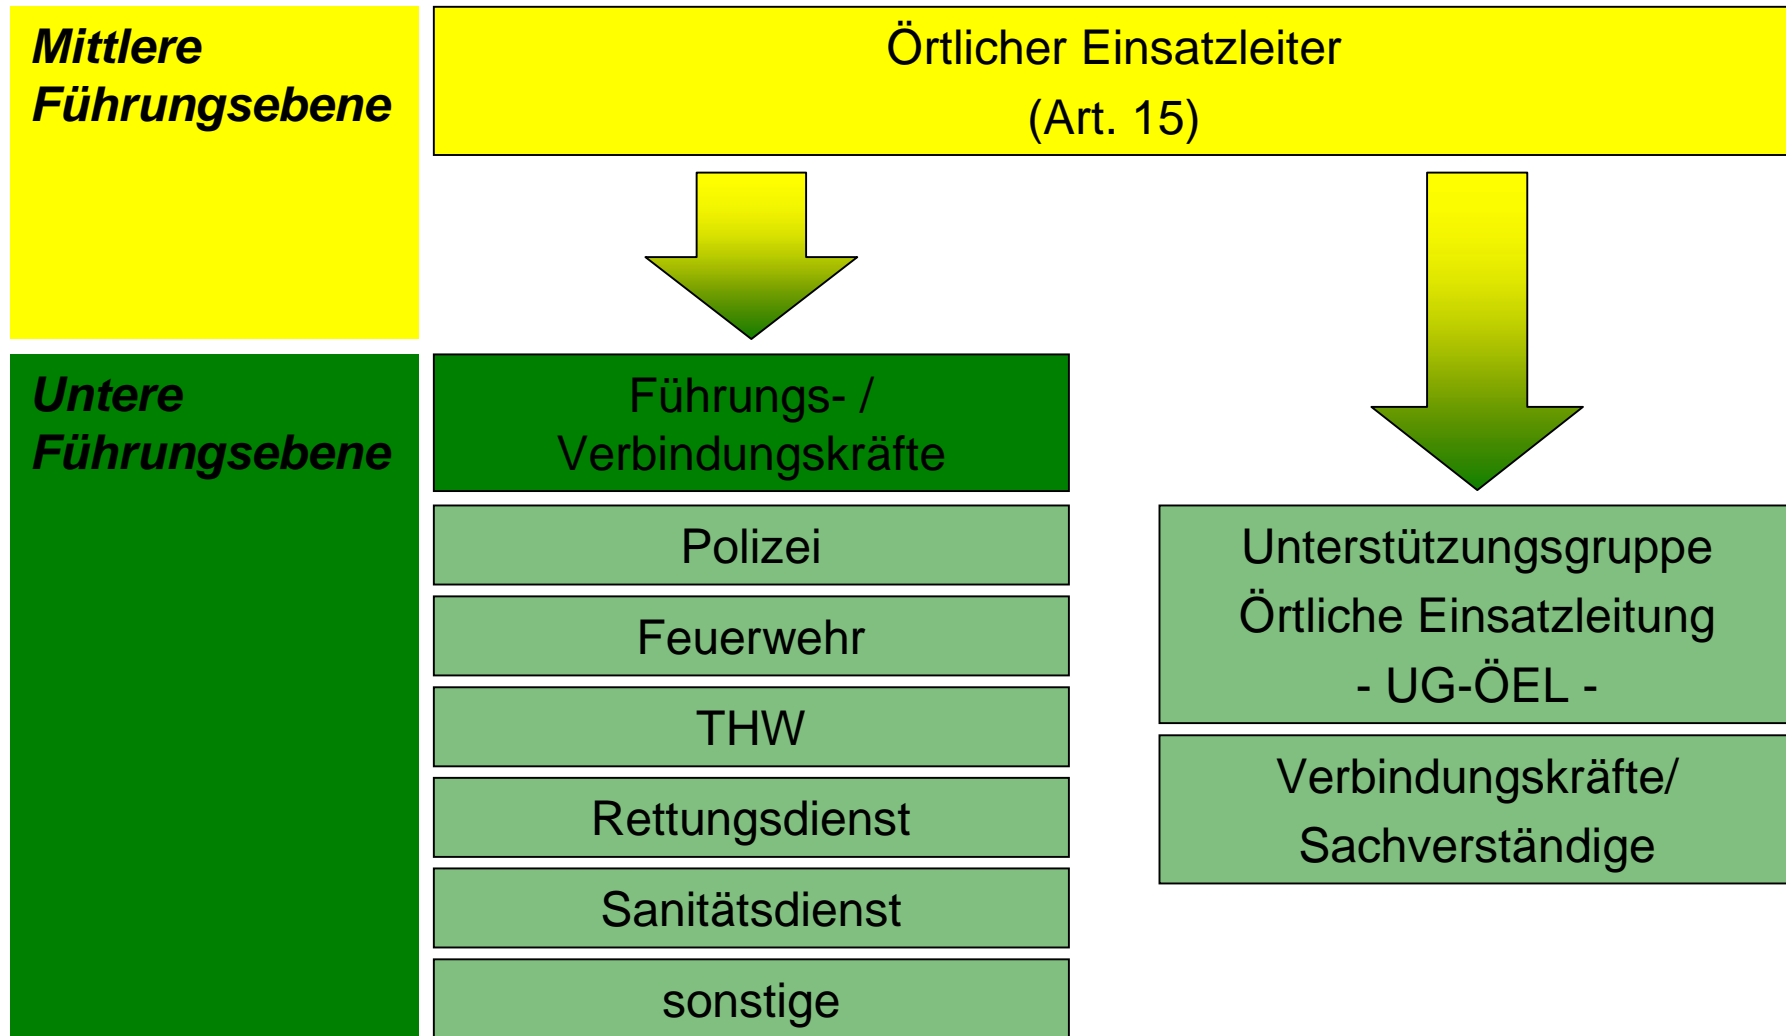 Mittlere
Führungsebene
Örtlicher Einsatzleiter
(Art. 15)
Untere
Führungsebene
Führungs- /
Verbindungskräfte
Polizei
Feuerwehr
THW
Rettungsdienst
Sanitätsdienst
sonstige
Unterstützungsgruppe
Örtliche Einsatzleitung
- UG-ÖEL -
Verbindungskräfte/
Sachverständige